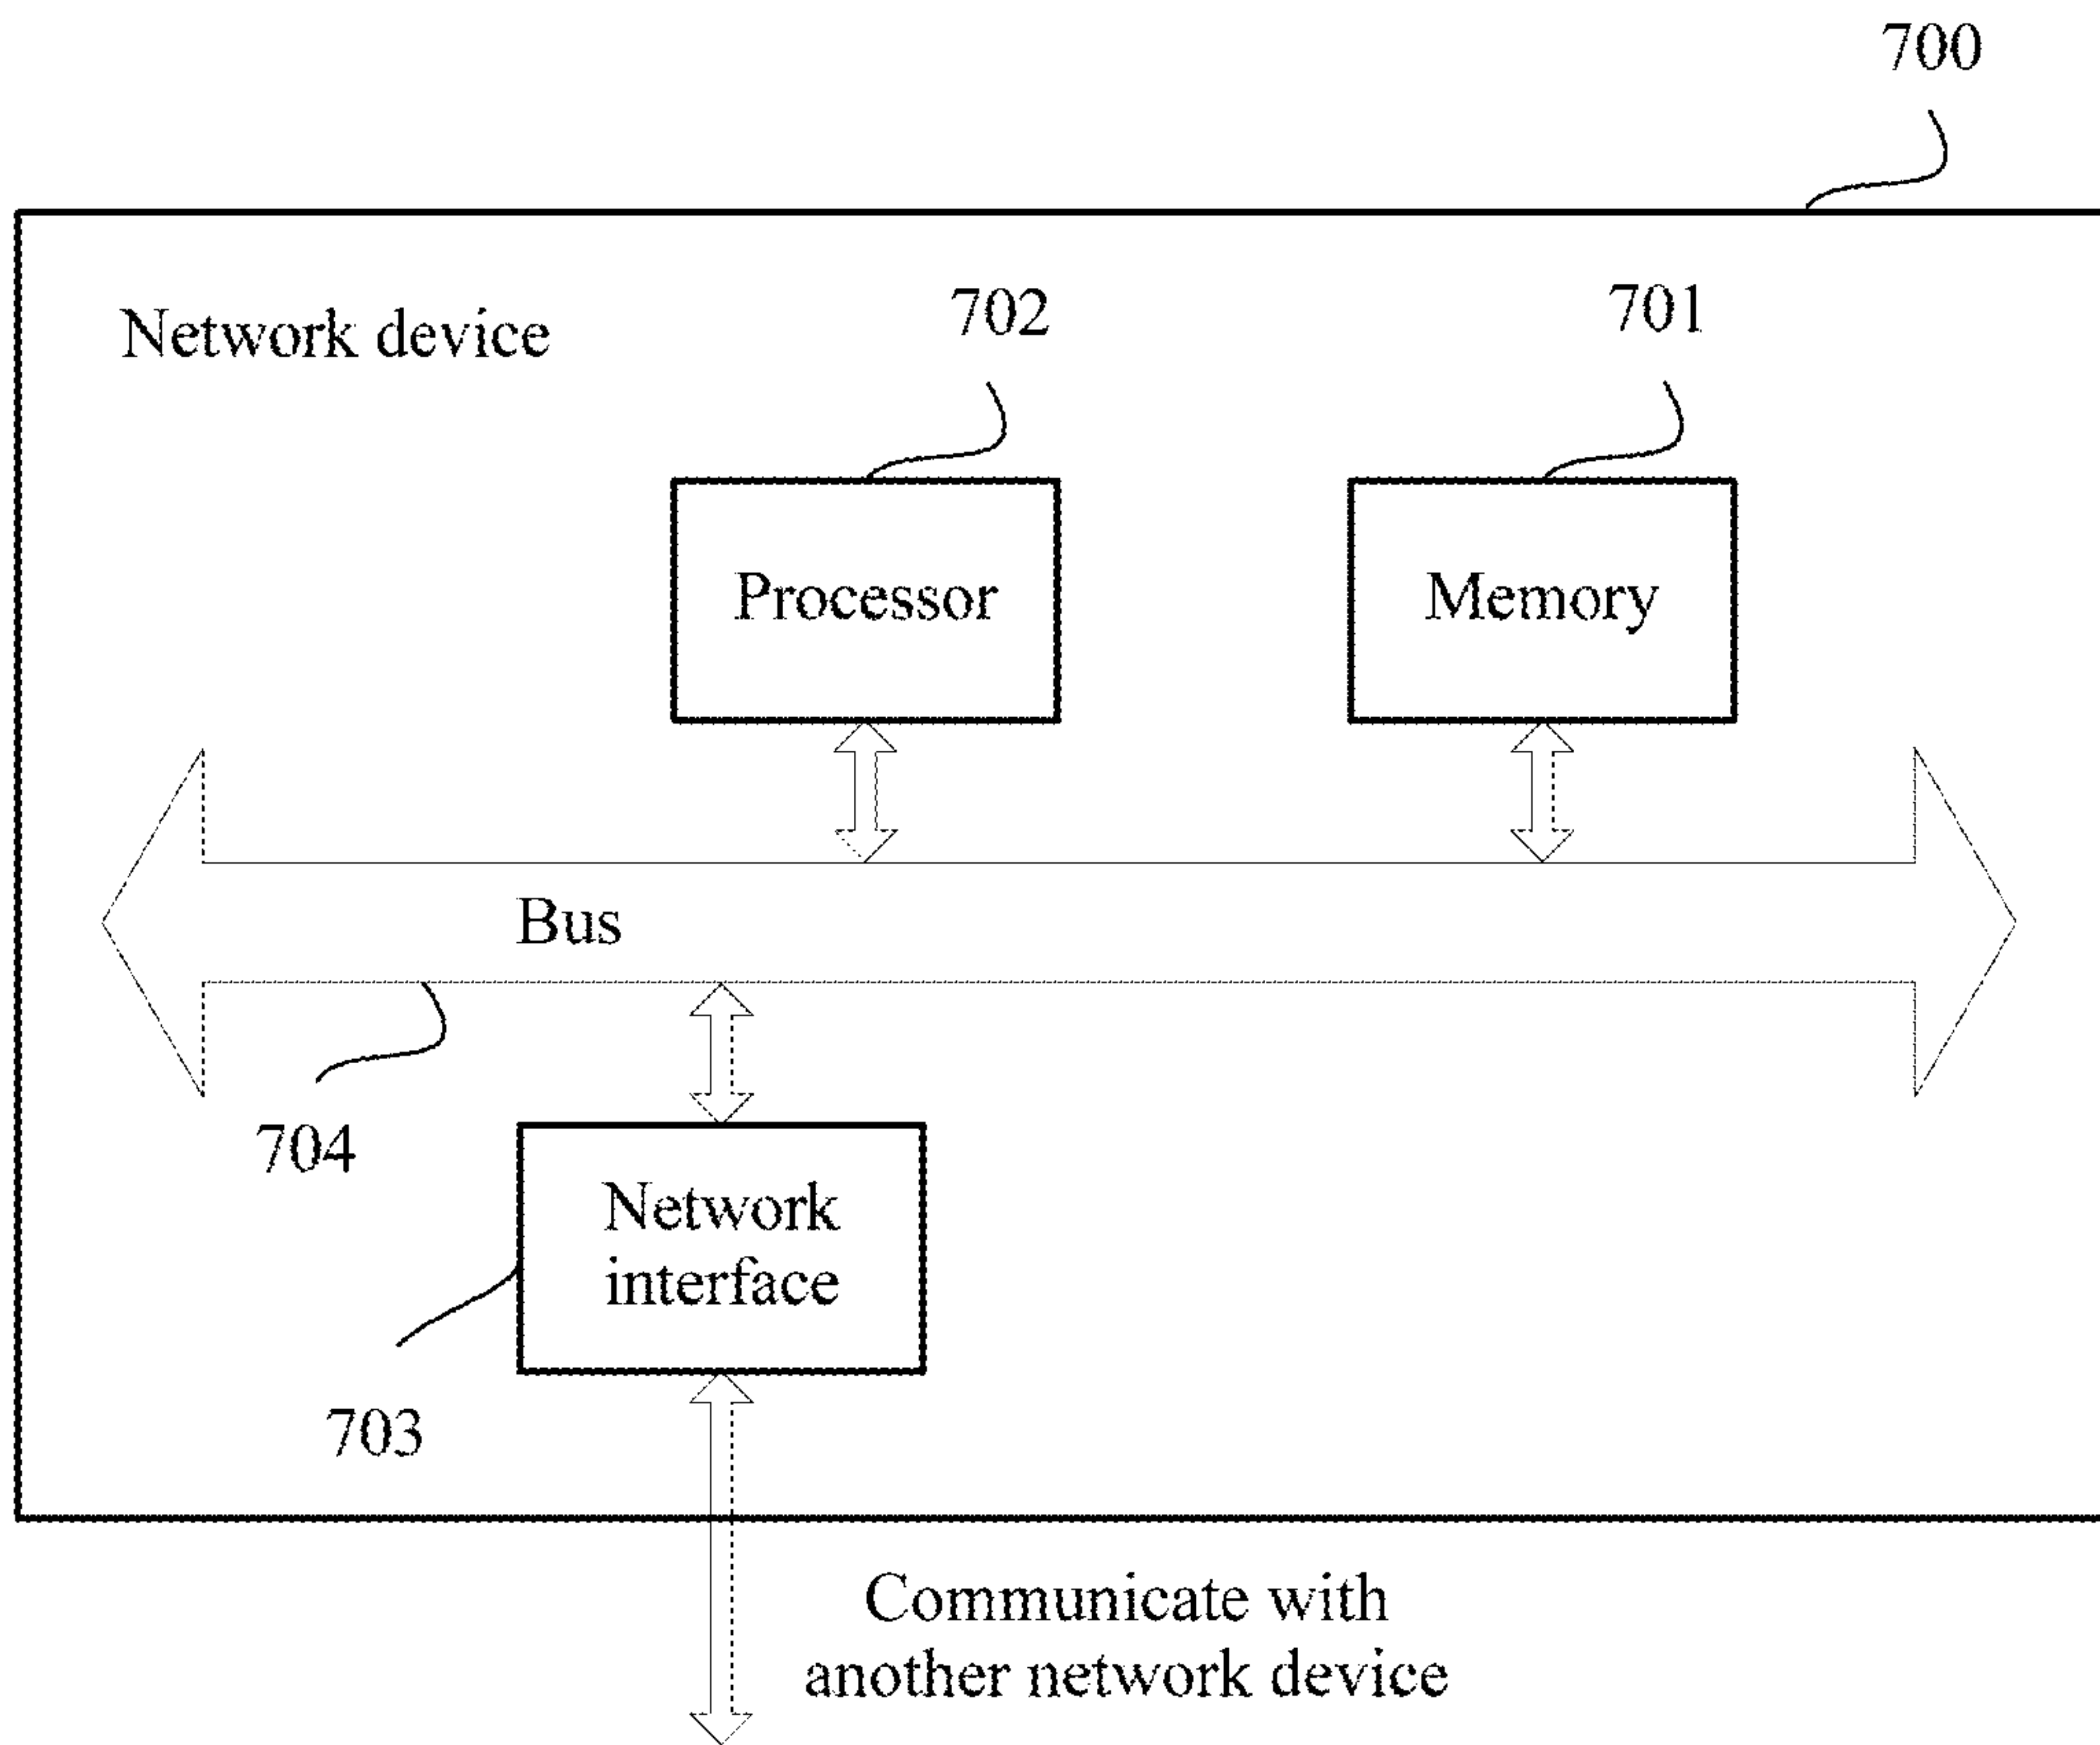 700
Network device
702
701
Processor
Memory
Bus
704
Network
interface
703
Communicate with
another network device